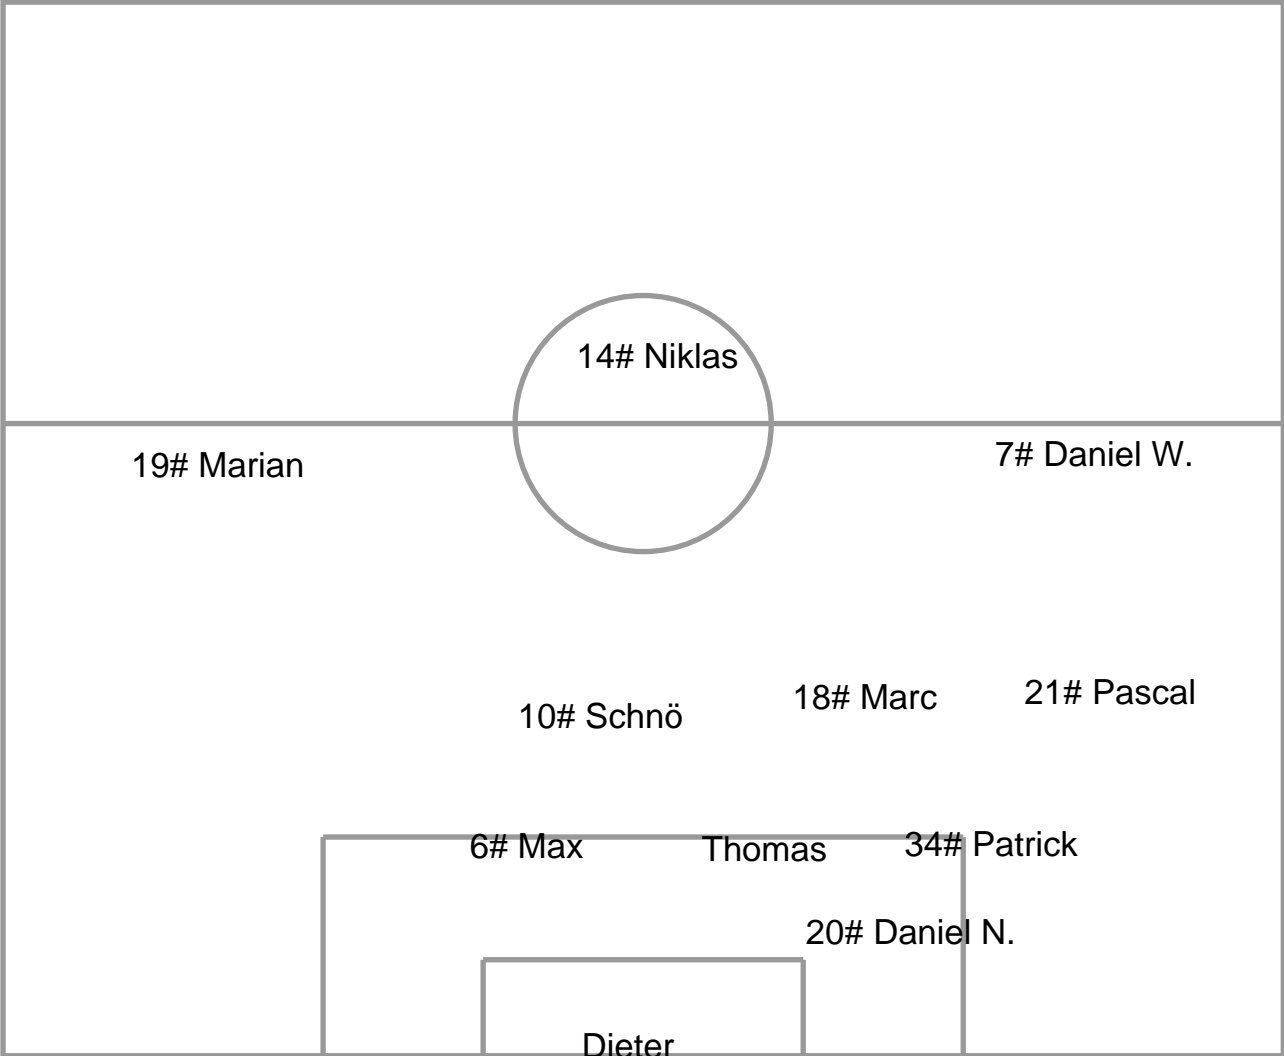 14# Niklas
19# Marian
7# Daniel W.
10# Schnö
18# Marc
21# Pascal
6# Max
Thomas
34# Patrick
20# Daniel N.
Dieter